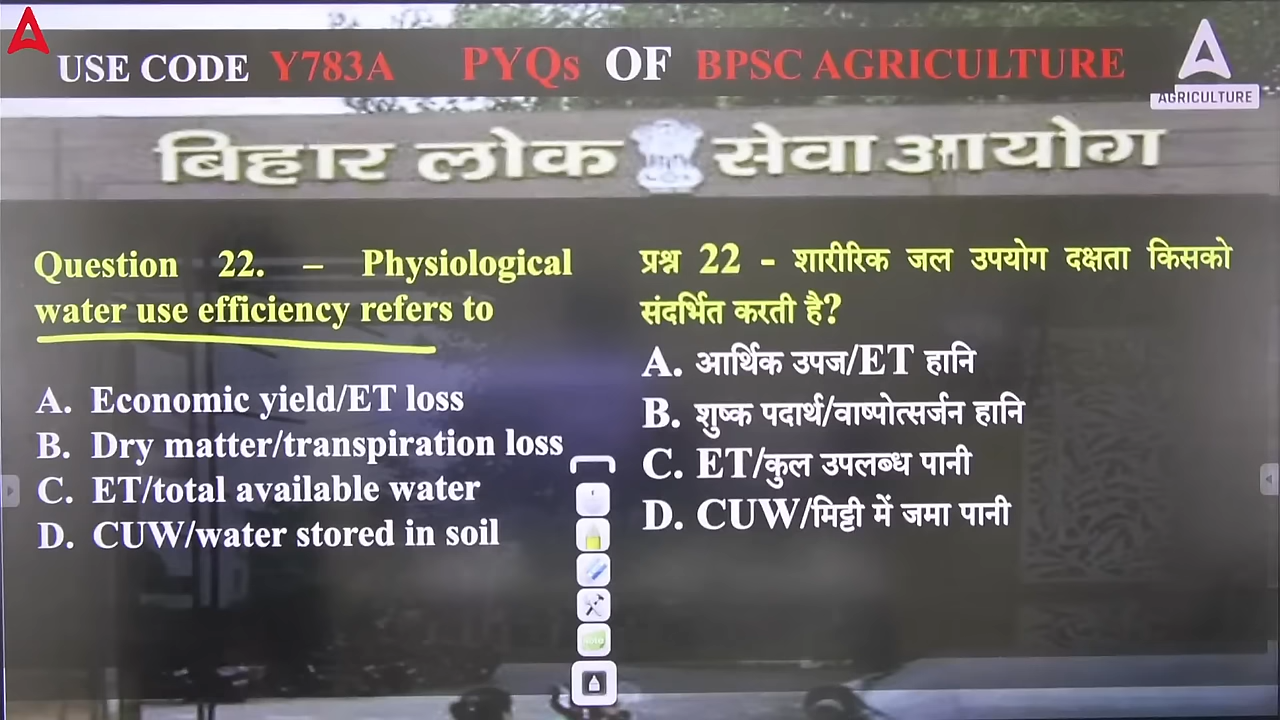 USE CODE Y783A PYQs OF BPSC AGRICULTURE
AGRICULTURE
बिहार लोक सेवा आयोग
Question 22. – Physiological
water use efficiency refers to
A. Economic yield/ET loss
B. Dry matter/transpiration loss
C. ET/total available water
D. CUW/water stored in soil
प्रश्न 22 - शारीरिक जल उपयोग दक्षता किसको
संदर्भित करती है?
A. आर्थिक उपज/ET हानि
B. शुष्क पदार्थ/वाष्पोत्सर्जन हानि
C. ET/कुल उपलब्ध पानी
D. CUW/मिट्टी में जमा पानी